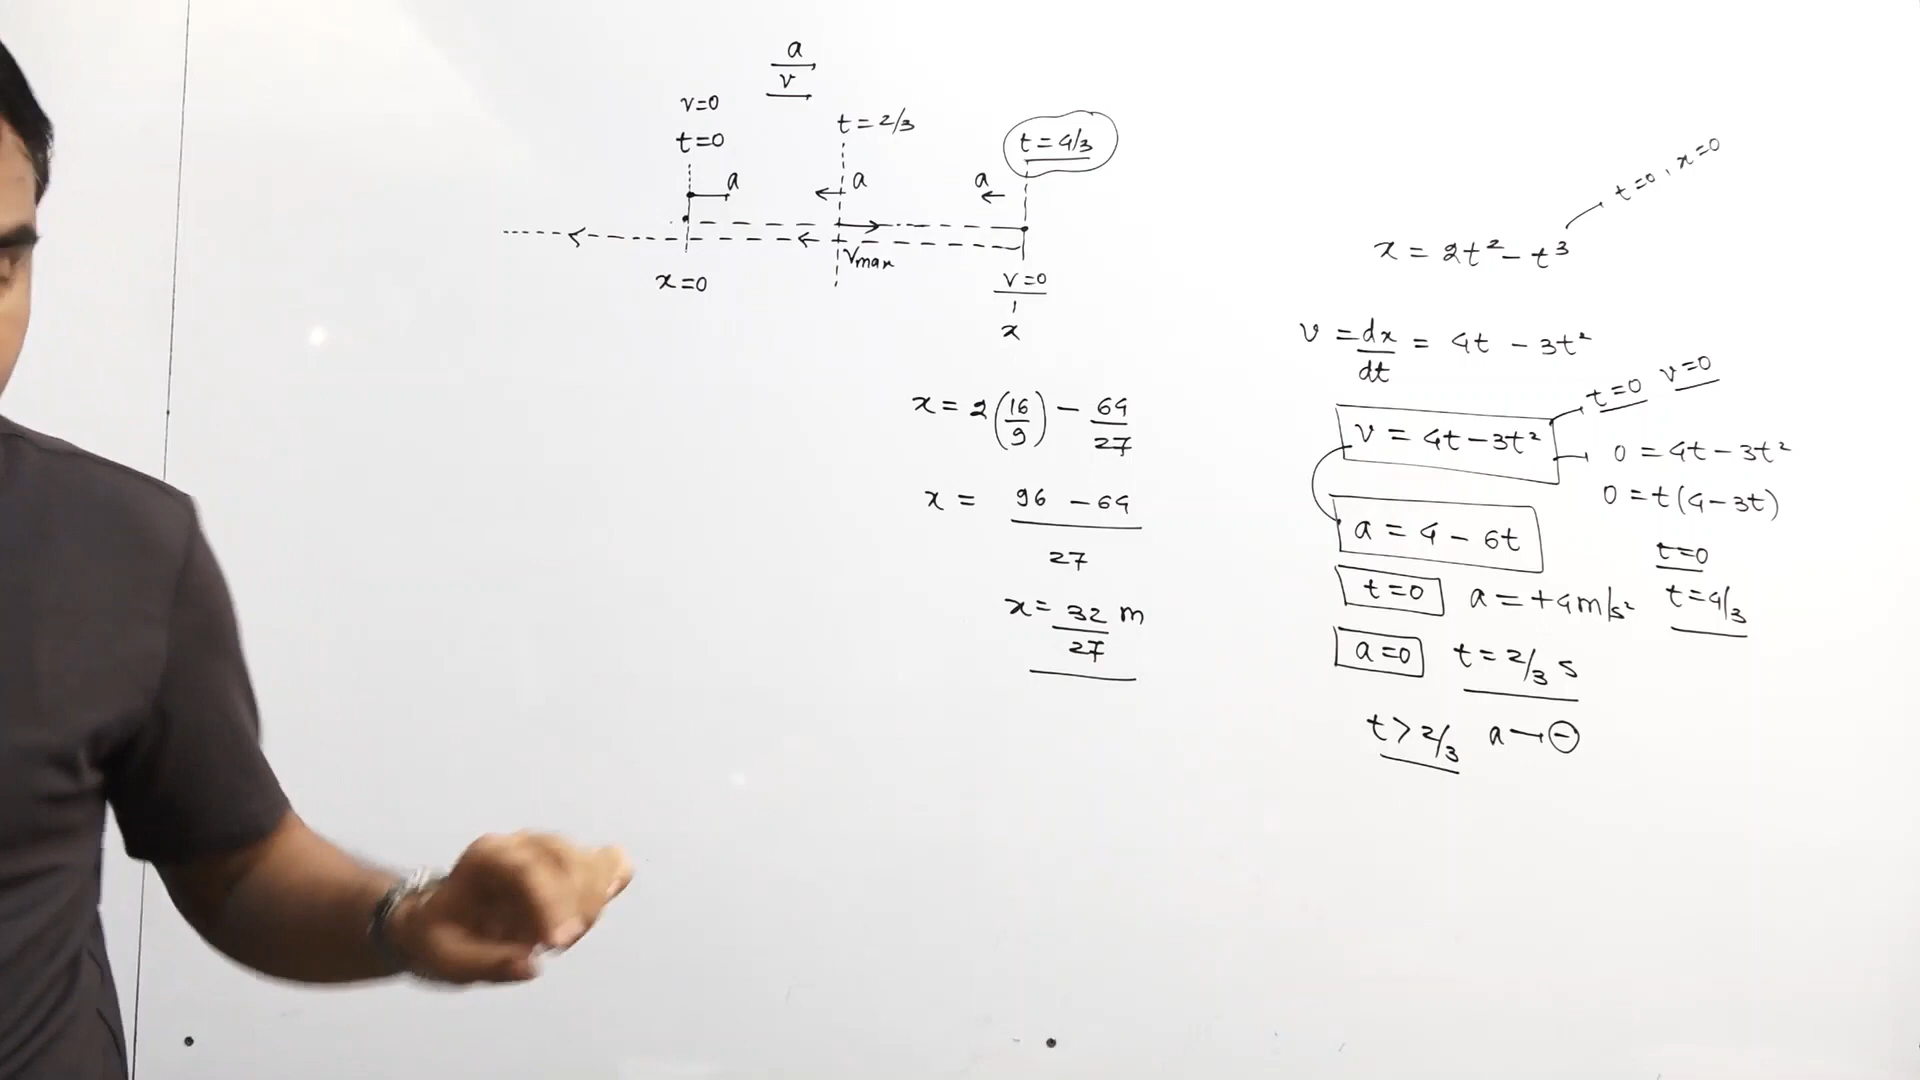 a
v
v=0
t=0
t=2/3
t=4/3
a
a
a
vmax
x=0
v=0
x
x=2(16/9)-64/27
x= 96-64
27
x=32/27 m
t=0, x=0
x=2t²-t³
v=dx/dt=4t-3t²
t=0 v=0
v=4t-3t²
0=4t-3t²
0=t(4-3t)
a=4-6t
t=0
t=0 a=+4m/s²
t=4/3
a=0 t=2/3 s
t>2/3 a→⊖